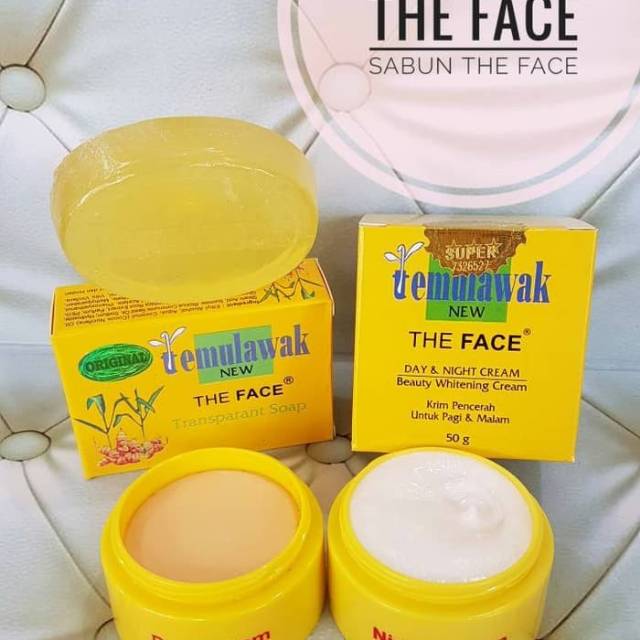 THE FACE
SABUN THE FACE
SUPER
temulawak
NEW
THE FACE®
DAY & NIGHT CREAM
Beauty Whitening Cream
Krim Pencerah
Untuk Pagi & Malam
50 g
ORIGINAL
temulawak
NEW
THE FACE®
Transparant Soap